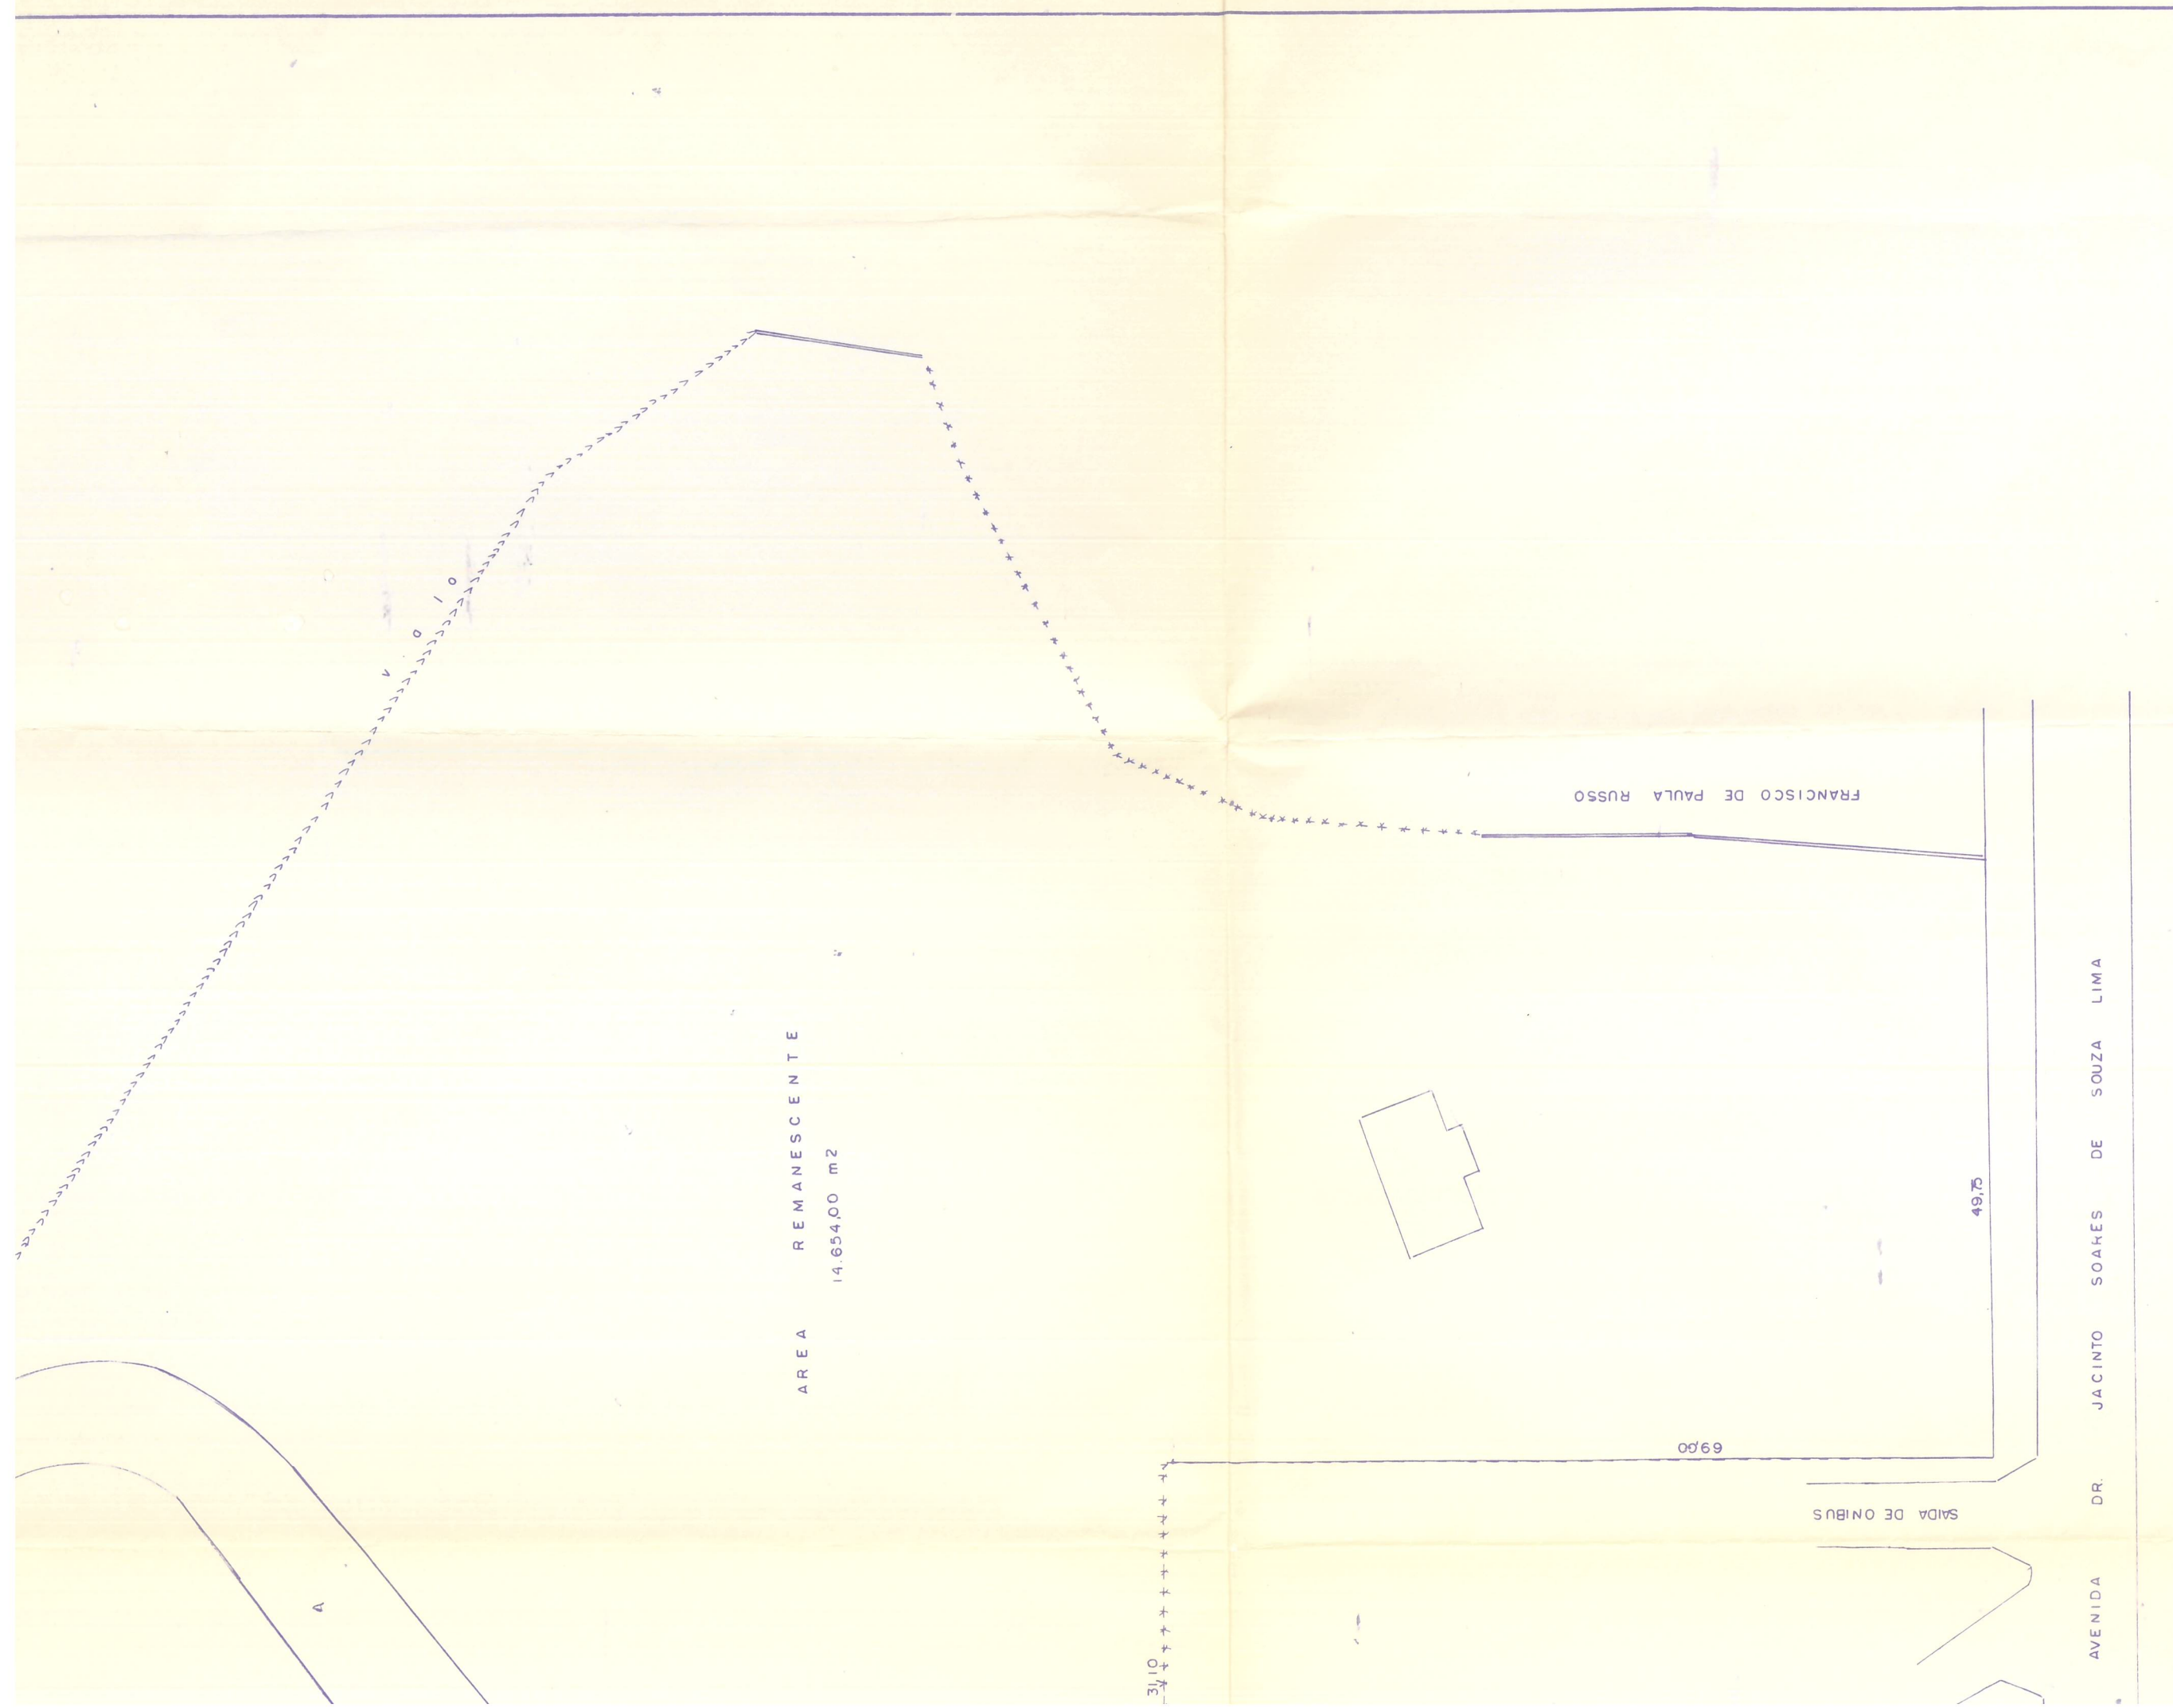 V O I O
FRANCISCO DE PAULA RUSSO
AREA REMANESCENTE
14.654,00 m2
49,75
69,00
SAIDA DE ONIBUS
AVENIDA DR. JACINTO SOARES DE SOUZA LIMA
31,10
A